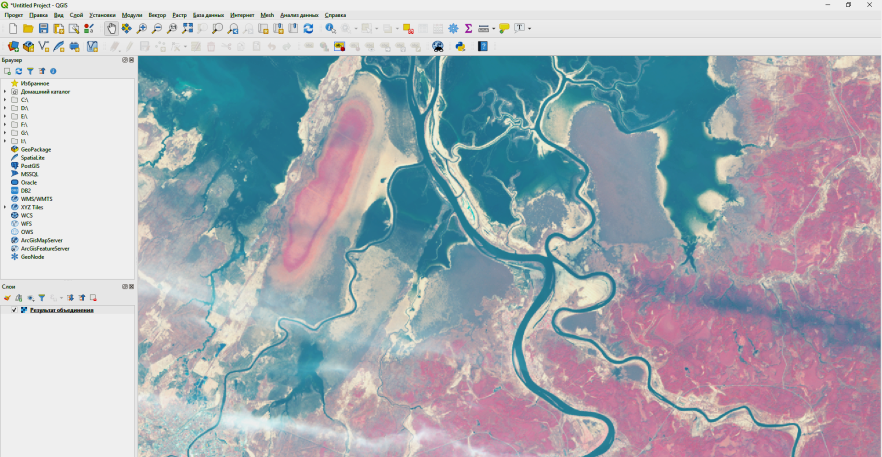 *Untitled Project - QGIS
Проект Правка Вид Слой Установки Модули Вектор Растр База данных Интернет Mesh Анализ данных Справка
Браузер
Избранное
Домашний каталог
C:\
D:\
E:\
F:\
G:\
I:\
GeoPackage
SpatiaLite
PostGIS
MSSQL
Oracle
DB2
WMS/WMTS
XYZ Tiles
WCS
WFS
OWS
ArcGisMapServer
ArcGisFeatureServer
GeoNode
Слои
Результат объединения